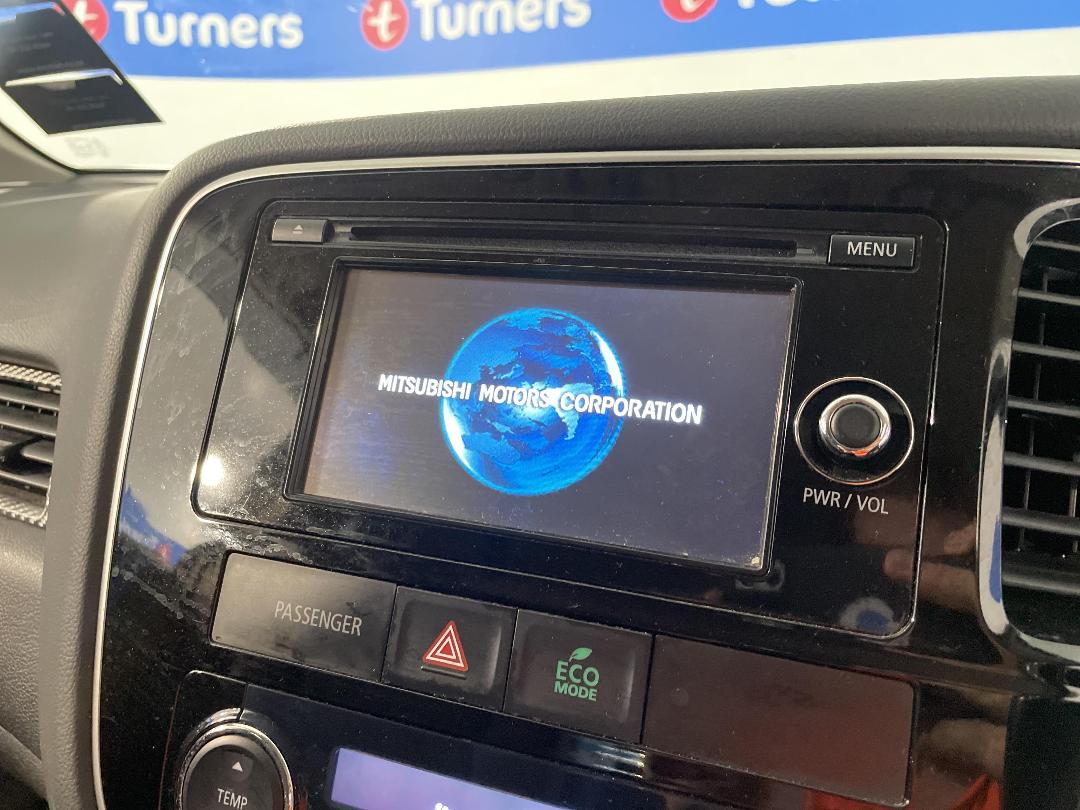 t Turners
t Turners
MENU
MITSUBISHI MOTORS CORPORATION
PWR / VOL
PASSENGER
ECO
MODE
TEMP